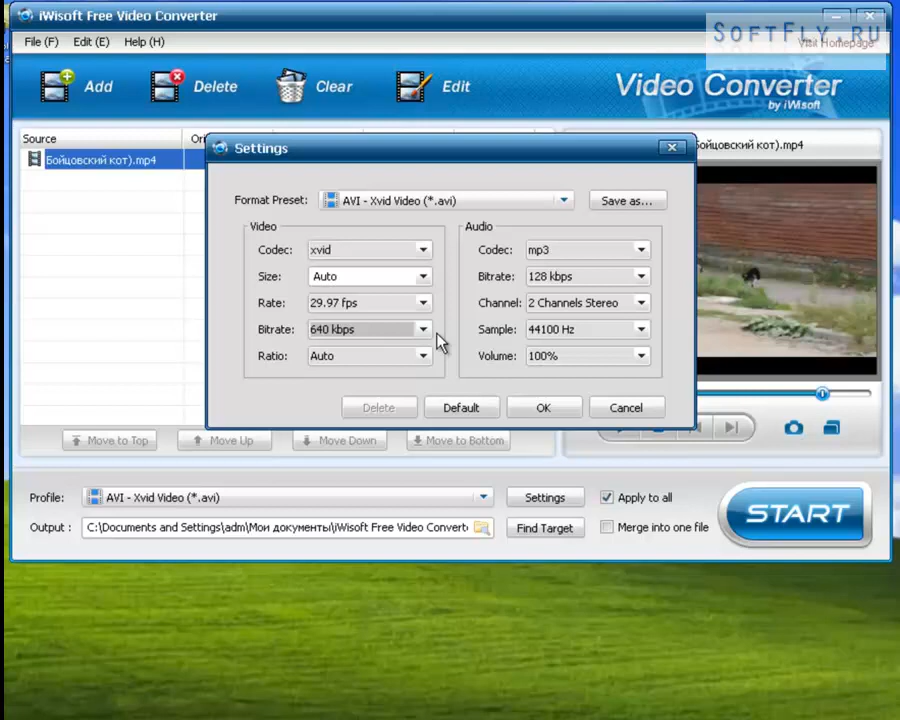 iWisoft Free Video Converter
SOFTFLY.RU
File (F) Edit (E) Help (H) Visit Homepage
Add Delete Clear Edit
Video Converter
by iWisoft
Source Ori
Бойцовский кот).mp4
ойцовский кот).mp4
Settings
Format Preset: AVI - Xvid Video (*.avi) Save as...
Video Audio
Codec: xvid Codec: mp3
Size: Auto Bitrate: 128 kbps
Rate: 29.97 fps Channel: 2 Channels Stereo
Bitrate: 640 kbps Sample: 44100 Hz
Ratio: Auto Volume: 100%
Delete Default OK Cancel
Move to Top Move Up Move Down Move to Bottom
Profile: AVI - Xvid Video (*.avi) Settings Apply to all
START
Output : C:\Documents and Settings\adm\Мои документы\iWisoft Free Video Converte Find Target Merge into one file